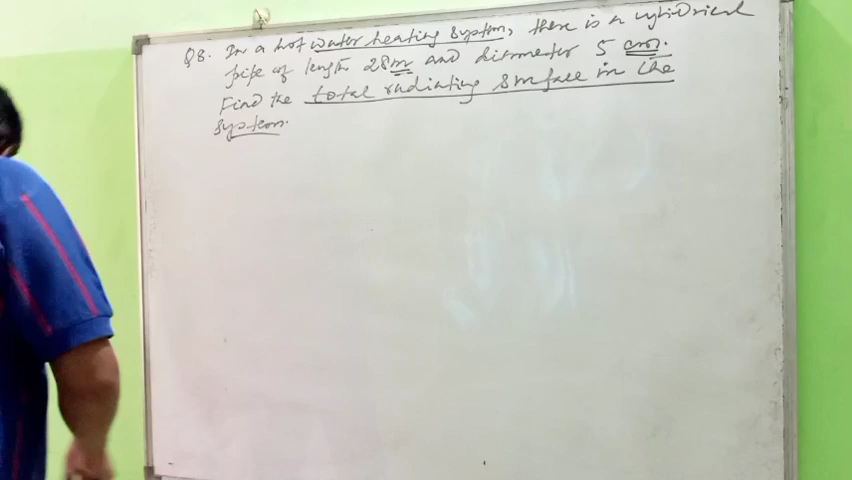 Q8. In a hot water heating system, there is a cylindrical
pipe of length 28m and diameter 5 cm.
Find the total radiating surface in the
system.